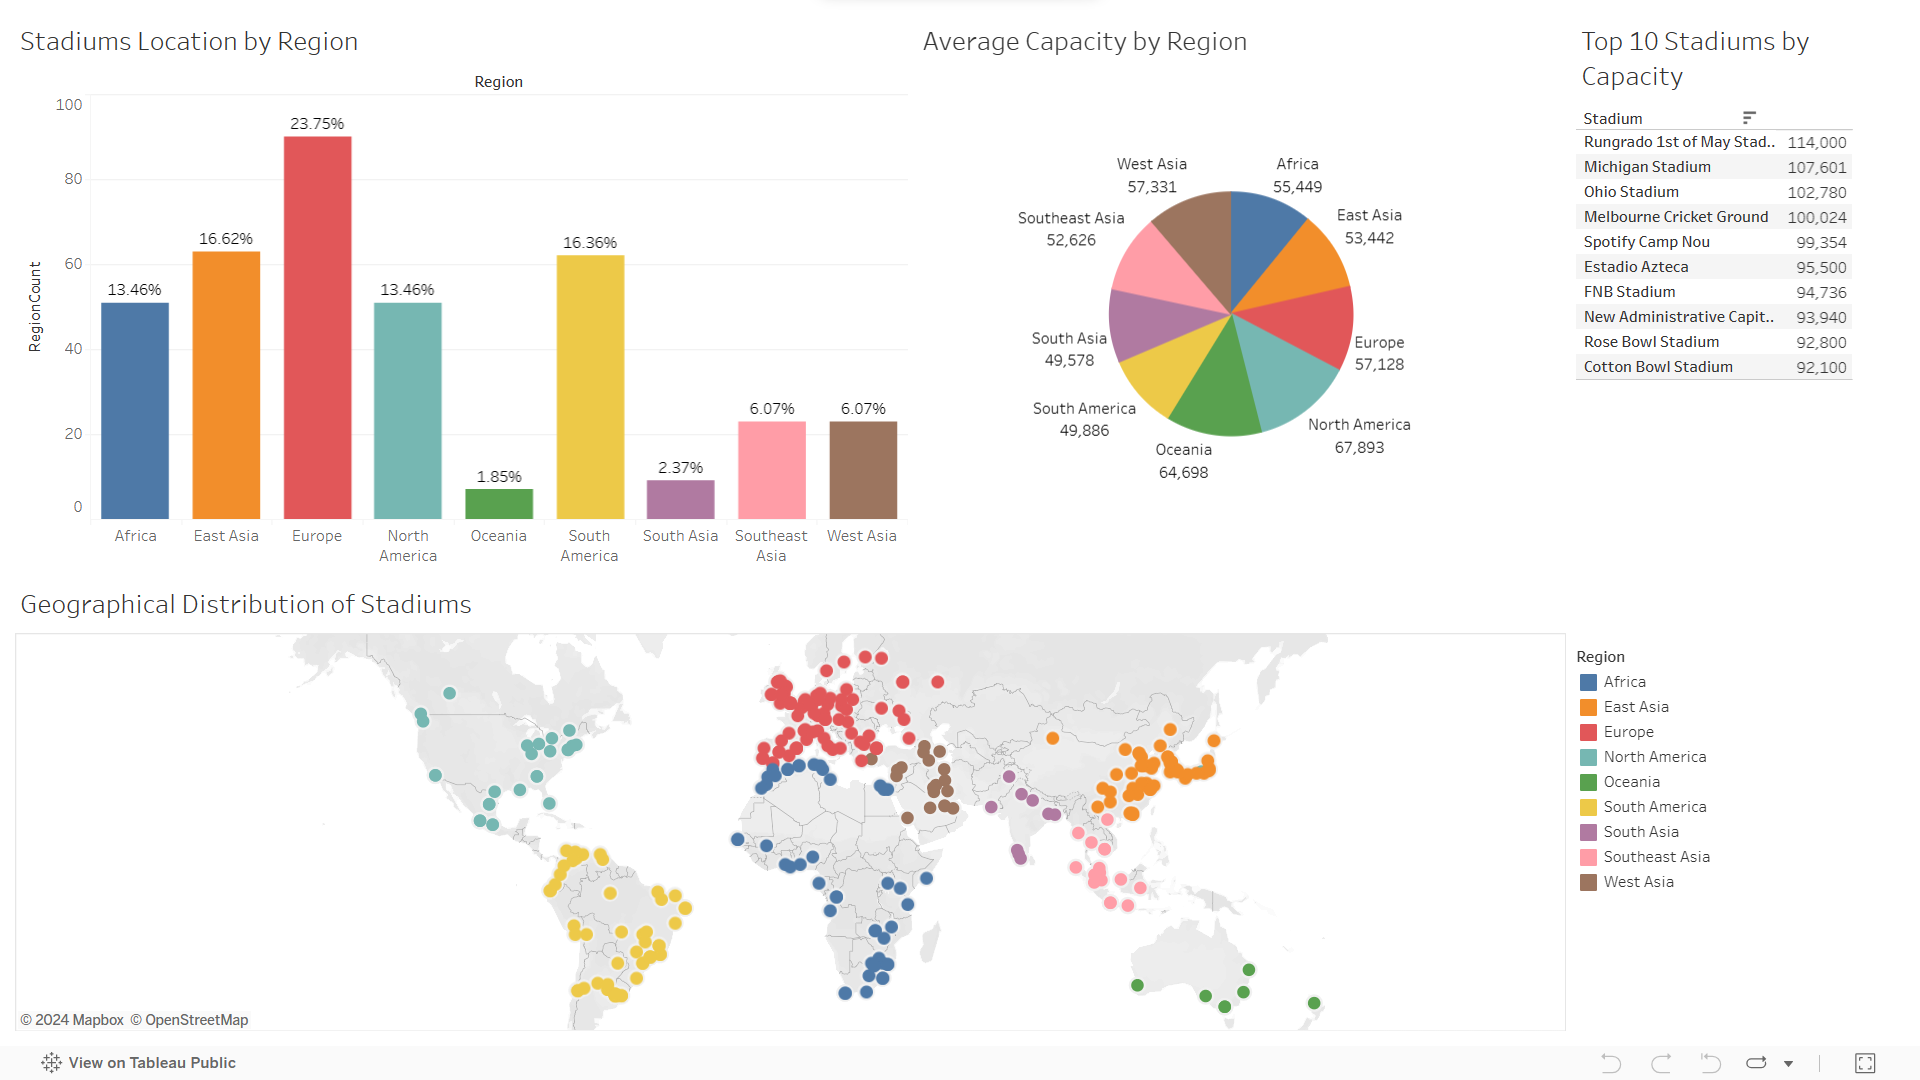 Stadiums Location by Region
Region
RegionCount
100
80
60
40
20
0
13.46%
16.62%
23.75%
13.46%
1.85%
16.36%
2.37%
6.07%
6.07%
Africa
East Asia
Europe
North
America
Oceania
South
America
South Asia
Southeast
Asia
West Asia
Average Capacity by Region
West Asia
57,331
Africa
55,449
Southeast Asia
52,626
East Asia
53,442
South Asia
49,578
Europe
57,128
South America
49,886
North America
67,893
Oceania
64,698
Top 10 Stadiums by
Capacity
Stadium
Rungrado 1st of May Stad.. 114,000
Michigan Stadium 107,601
Ohio Stadium 102,780
Melbourne Cricket Ground 100,024
Spotify Camp Nou 99,354
Estadio Azteca 95,500
FNB Stadium 94,736
New Administrative Capit.. 93,940
Rose Bowl Stadium 92,800
Cotton Bowl Stadium 92,100
Geographical Distribution of Stadiums
© 2024 Mapbox © OpenStreetMap
Region
Africa
East Asia
Europe
North America
Oceania
South America
South Asia
Southeast Asia
West Asia
View on Tableau Public